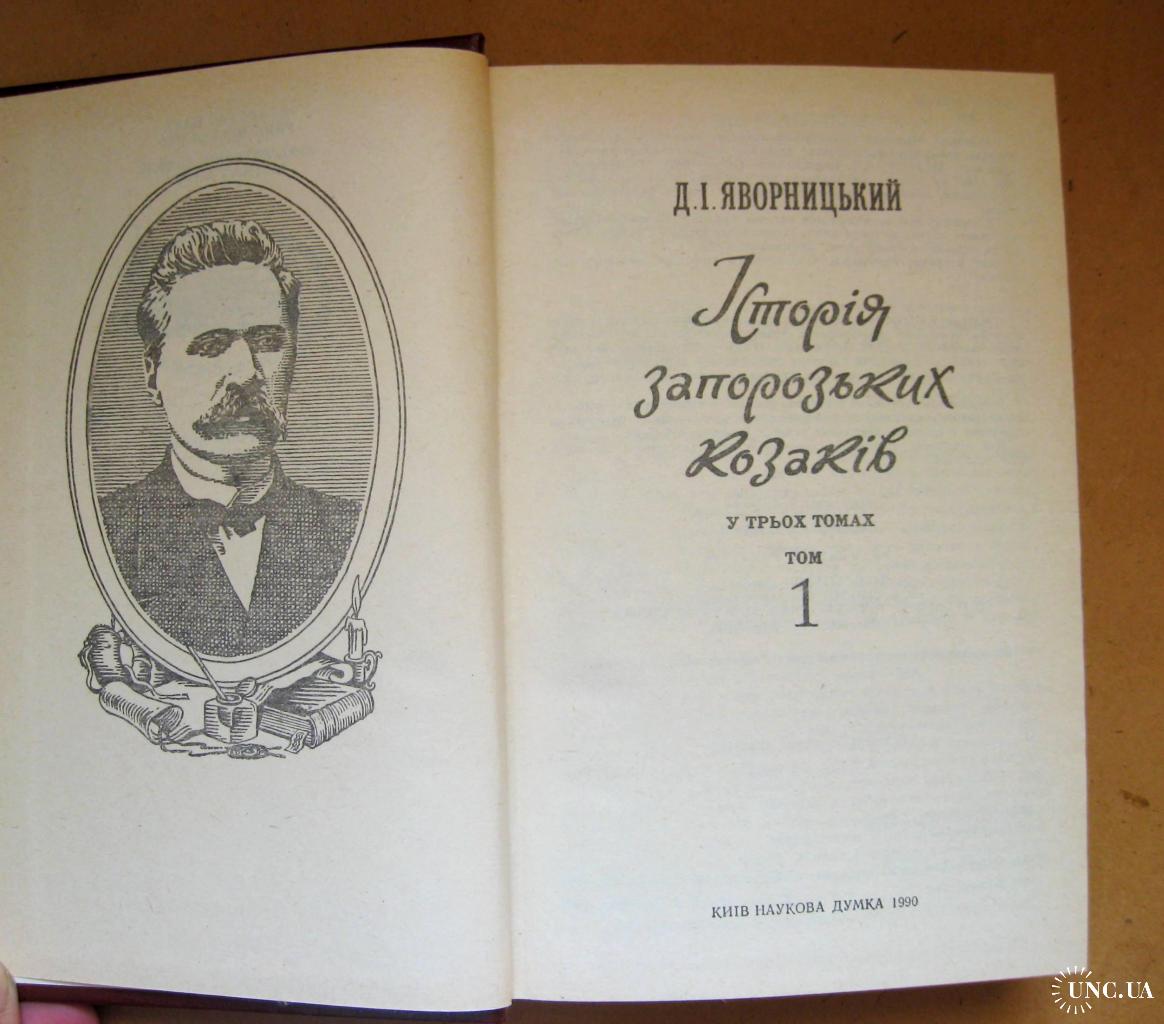 Д.І. ЯВОРНИЦЬКИЙ
Історія
запорозьких
козаків
У ТРЬОХ ТОМАХ
ТОМ
1
КИЇВ НАУКОВА ДУМКА 1990
UNC.UA